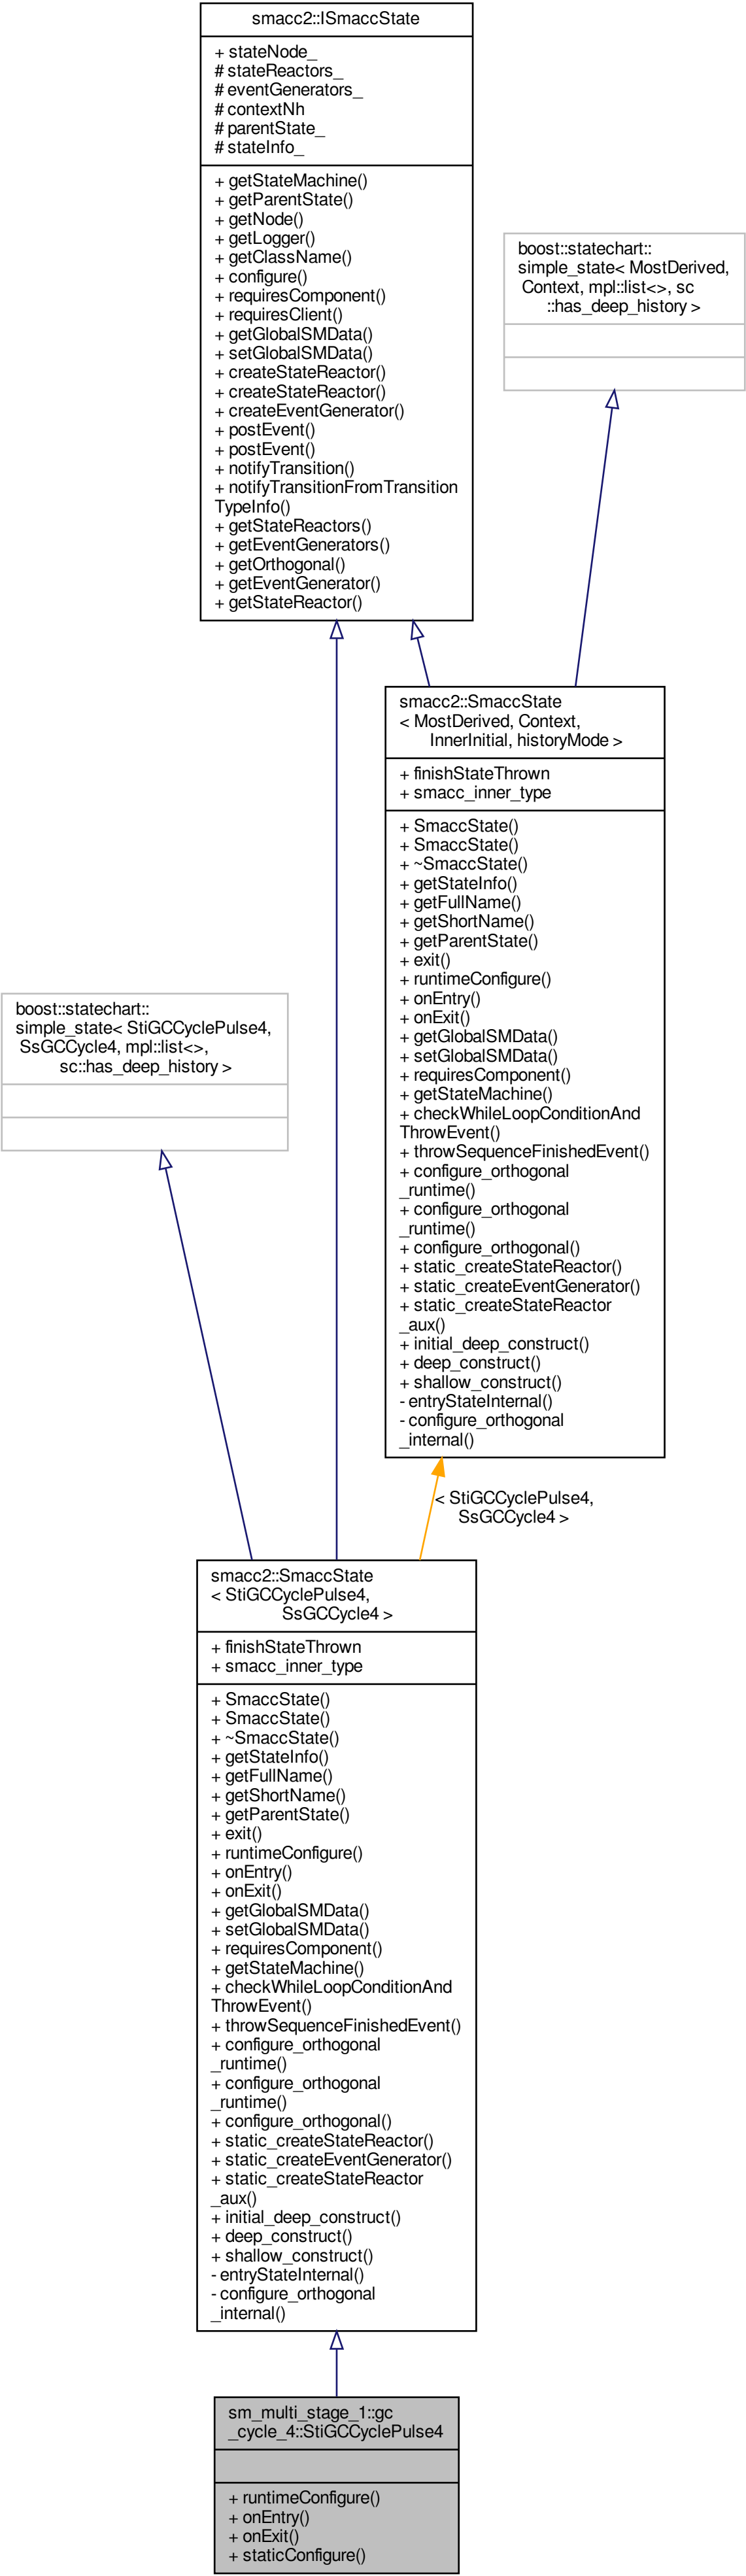 smacc2::ISmaccState
+ stateNode_
# stateReactors_
# eventGenerators_
# contextNh
# parentState_
# stateInfo_
+ getStateMachine()
+ getParentState()
+ getNode()
+ getLogger()
+ getClassName()
+ configure()
+ requiresComponent()
+ requiresClient()
+ getGlobalSMData()
+ setGlobalSMData()
+ createStateReactor()
+ createStateReactor()
+ createEventGenerator()
+ postEvent()
+ postEvent()
+ notifyTransition()
+ notifyTransitionFromTransition
TypeInfo()
+ getStateReactors()
+ getEventGenerators()
+ getOrthogonal()
+ getEventGenerator()
+ getStateReactor()
boost::statechart::
simple_state< MostDerived,
Context, mpl::list<>, sc
::has_deep_history >
smacc2::SmaccState
< MostDerived, Context,
InnerInitial, historyMode >
+ finishStateThrown
+ smacc_inner_type
+ SmaccState()
+ SmaccState()
+ ~SmaccState()
+ getStateInfo()
+ getFullName()
+ getShortName()
+ getParentState()
+ exit()
+ runtimeConfigure()
+ onEntry()
+ onExit()
+ getGlobalSMData()
+ setGlobalSMData()
+ requiresComponent()
+ getStateMachine()
+ checkWhileLoopConditionAnd
ThrowEvent()
+ throwSequenceFinishedEvent()
+ configure_orthogonal
_runtime()
+ configure_orthogonal
_runtime()
+ configure_orthogonal()
+ static_createStateReactor()
+ static_createEventGenerator()
+ static_createStateReactor
_aux()
+ initial_deep_construct()
+ deep_construct()
+ shallow_construct()
- entryStateInternal()
- configure_orthogonal
_internal()
boost::statechart::
simple_state< StiGCCyclePulse4,
SsGCCycle4, mpl::list<>,
sc::has_deep_history >
< StiGCCyclePulse4,
SsGCCycle4 >
smacc2::SmaccState
< StiGCCyclePulse4,
SsGCCycle4 >
+ finishStateThrown
+ smacc_inner_type
+ SmaccState()
+ SmaccState()
+ ~SmaccState()
+ getStateInfo()
+ getFullName()
+ getShortName()
+ getParentState()
+ exit()
+ runtimeConfigure()
+ onEntry()
+ onExit()
+ getGlobalSMData()
+ setGlobalSMData()
+ requiresComponent()
+ getStateMachine()
+ checkWhileLoopConditionAnd
ThrowEvent()
+ throwSequenceFinishedEvent()
+ configure_orthogonal
_runtime()
+ configure_orthogonal
_runtime()
+ configure_orthogonal()
+ static_createStateReactor()
+ static_createEventGenerator()
+ static_createStateReactor
_aux()
+ initial_deep_construct()
+ deep_construct()
+ shallow_construct()
- entryStateInternal()
- configure_orthogonal
_internal()
sm_multi_stage_1::gc
_cycle_4::StiGCCyclePulse4
+ runtimeConfigure()
+ onEntry()
+ onExit()
+ staticConfigure()